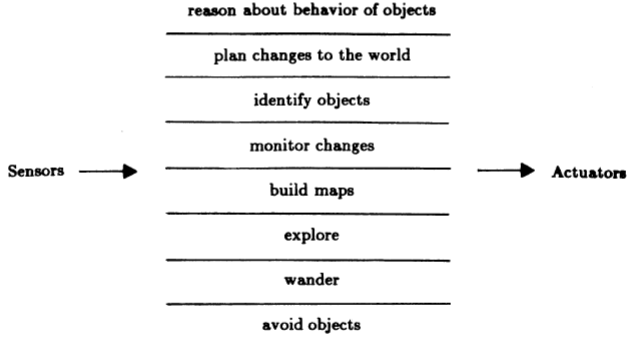 reason about behavior of objects
plan changes to the world
identify objects
monitor changes
Sensors
Actuators
build maps
explore
wander
avoid objects